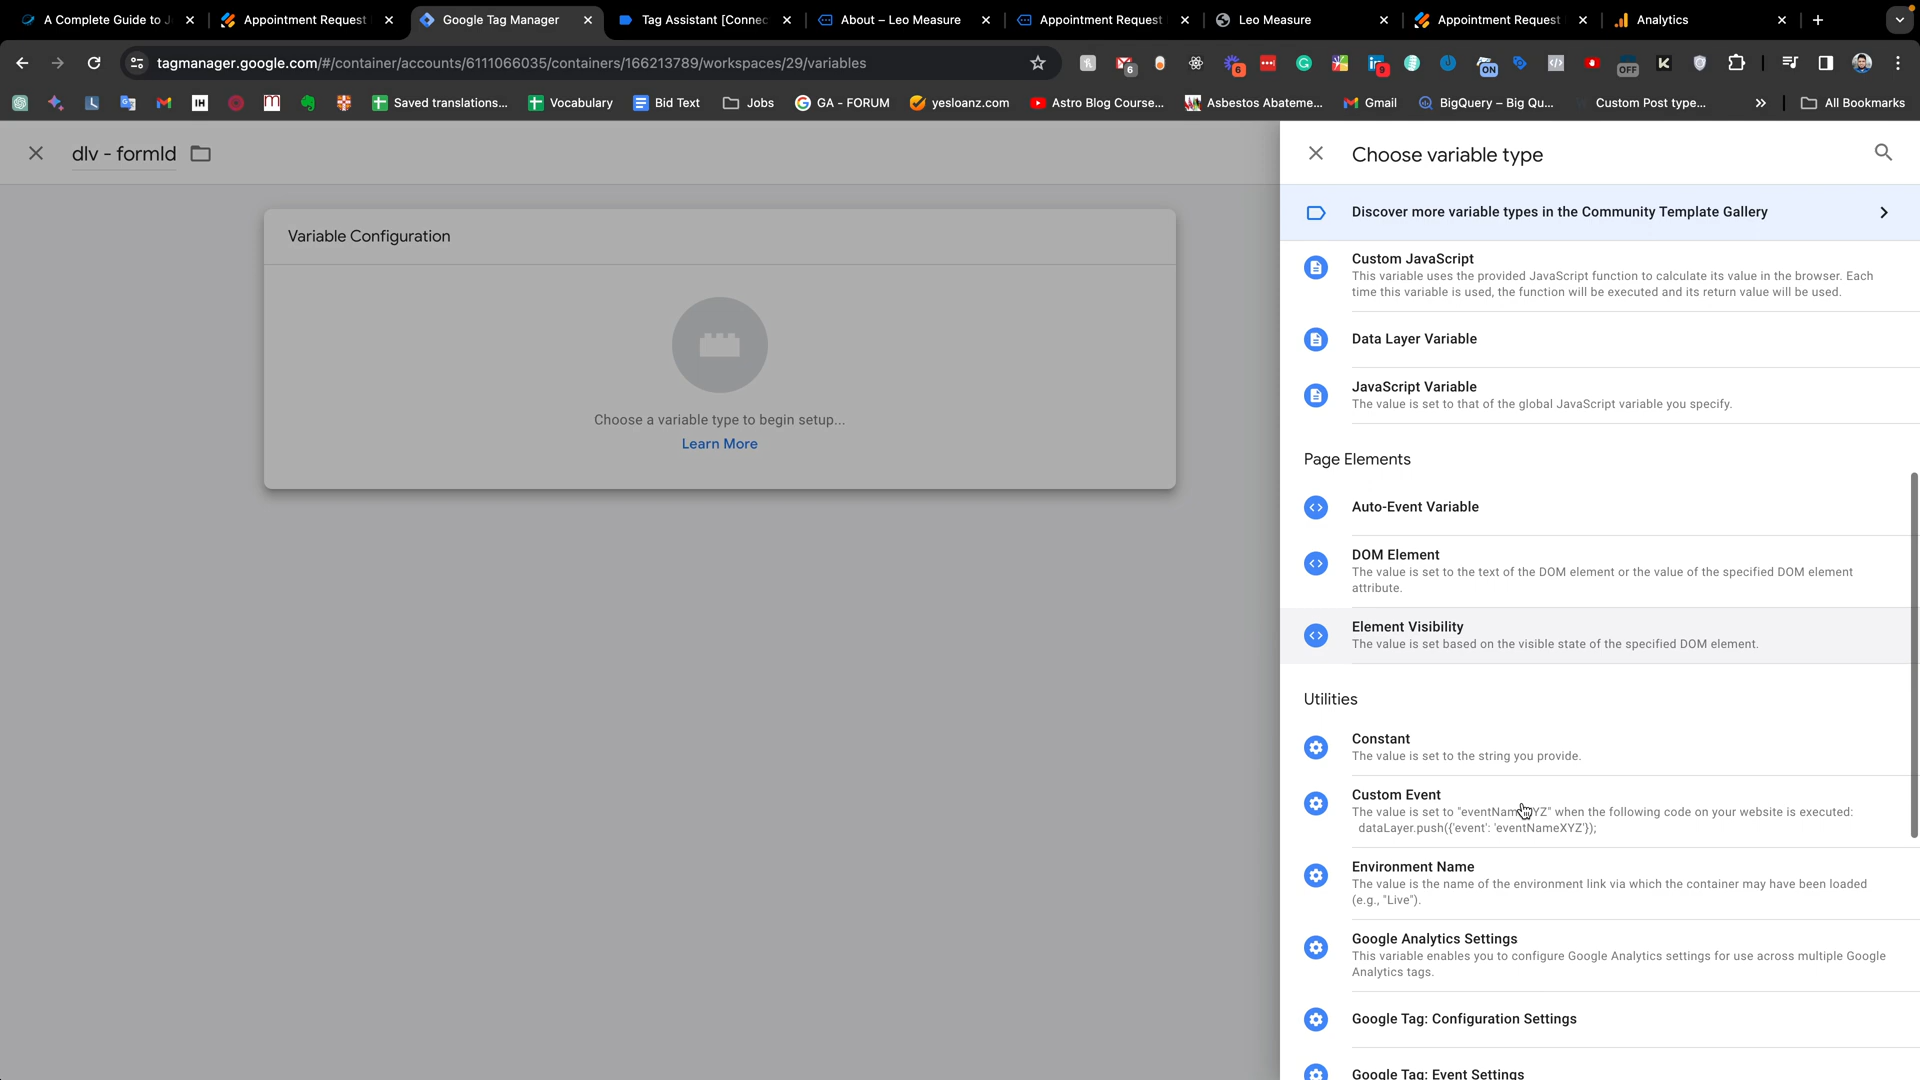 A Complete Guide to J
Appointment Request
Google Tag Manager
Tag Assistant [Connec
About – Leo Measure
Appointment Request
Leo Measure
Appointment Request
Analytics
tagmanager.google.com/#/container/accounts/6111066035/containers/166213789/workspaces/29/variables
6
6
9
ON
OFF
IH
Saved translations...
Vocabulary
Bid Text
Jobs
GA - FORUM
yesloanz.com
Astro Blog Course...
Asbestos Abateme...
Gmail
BigQuery – Big Qu...
Custom Post type...
All Bookmarks
dlv - formId
Variable Configuration
Choose a variable type to begin setup...
Learn More
Choose variable type
Discover more variable types in the Community Template Gallery
Custom JavaScript
This variable uses the provided JavaScript function to calculate its value in the browser. Each
time this variable is used, the function will be executed and its return value will be used.
Data Layer Variable
JavaScript Variable
The value is set to that of the global JavaScript variable you specify.
Page Elements
Auto-Event Variable
DOM Element
The value is set to the text of the DOM element or the value of the specified DOM element
attribute.
Element Visibility
The value is set based on the visible state of the specified DOM element.
Utilities
Constant
The value is set to the string you provide.
Custom Event
The value is set to "eventNameXYZ" when the following code on your website is executed:
dataLayer.push({'event': 'eventNameXYZ'});
Environment Name
The value is the name of the environment link via which the container may have been loaded
(e.g., "Live").
Google Analytics Settings
This variable enables you to configure Google Analytics settings for use across multiple Google
Analytics tags.
Google Tag: Configuration Settings
Google Tag: Event Settings